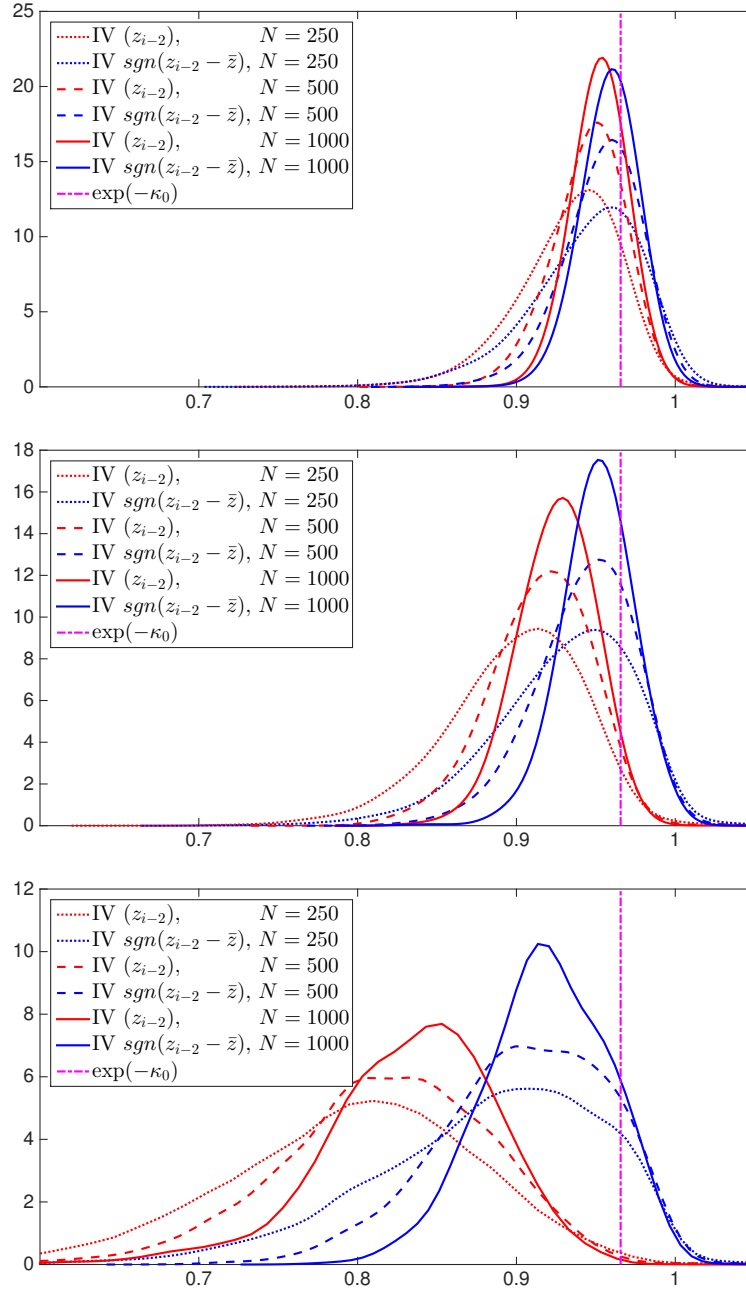 25
20
15
10
5
0
IV (z_{i−2}), N = 250
IV sgn(z_{i−2} − z̄), N = 250
IV (z_{i−2}), N = 500
IV sgn(z_{i−2} − z̄), N = 500
IV (z_{i−2}), N = 1000
IV sgn(z_{i−2} − z̄), N = 1000
exp(−κ₀)
0.7 0.8 0.9 1
18
16
14
12
10
8
6
4
2
0
IV (z_{i−2}), N = 250
IV sgn(z_{i−2} − z̄), N = 250
IV (z_{i−2}), N = 500
IV sgn(z_{i−2} − z̄), N = 500
IV (z_{i−2}), N = 1000
IV sgn(z_{i−2} − z̄), N = 1000
exp(−κ₀)
0.7 0.8 0.9 1
12
10
8
6
4
2
0
IV (z_{i−2}), N = 250
IV sgn(z_{i−2} − z̄), N = 250
IV (z_{i−2}), N = 500
IV sgn(z_{i−2} − z̄), N = 500
IV (z_{i−2}), N = 1000
IV sgn(z_{i−2} − z̄), N = 1000
exp(−κ₀)
0.7 0.8 0.9 1